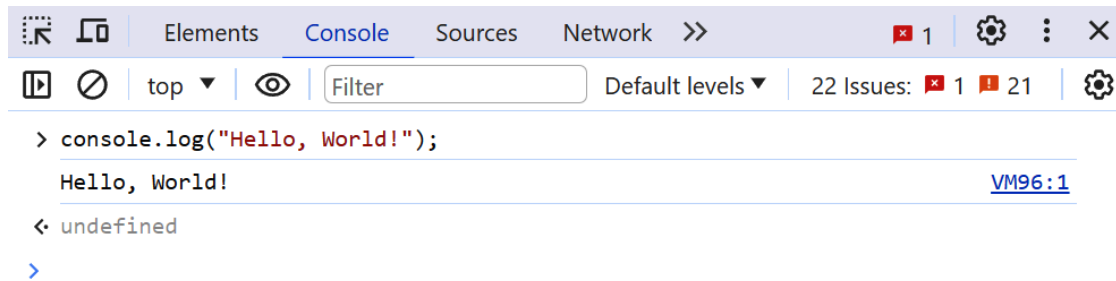 Elements Console Sources Network 1
top Filter Default levels 22 Issues: 1 21
console.log("Hello, World!");
Hello, World! VM96:1
undefined